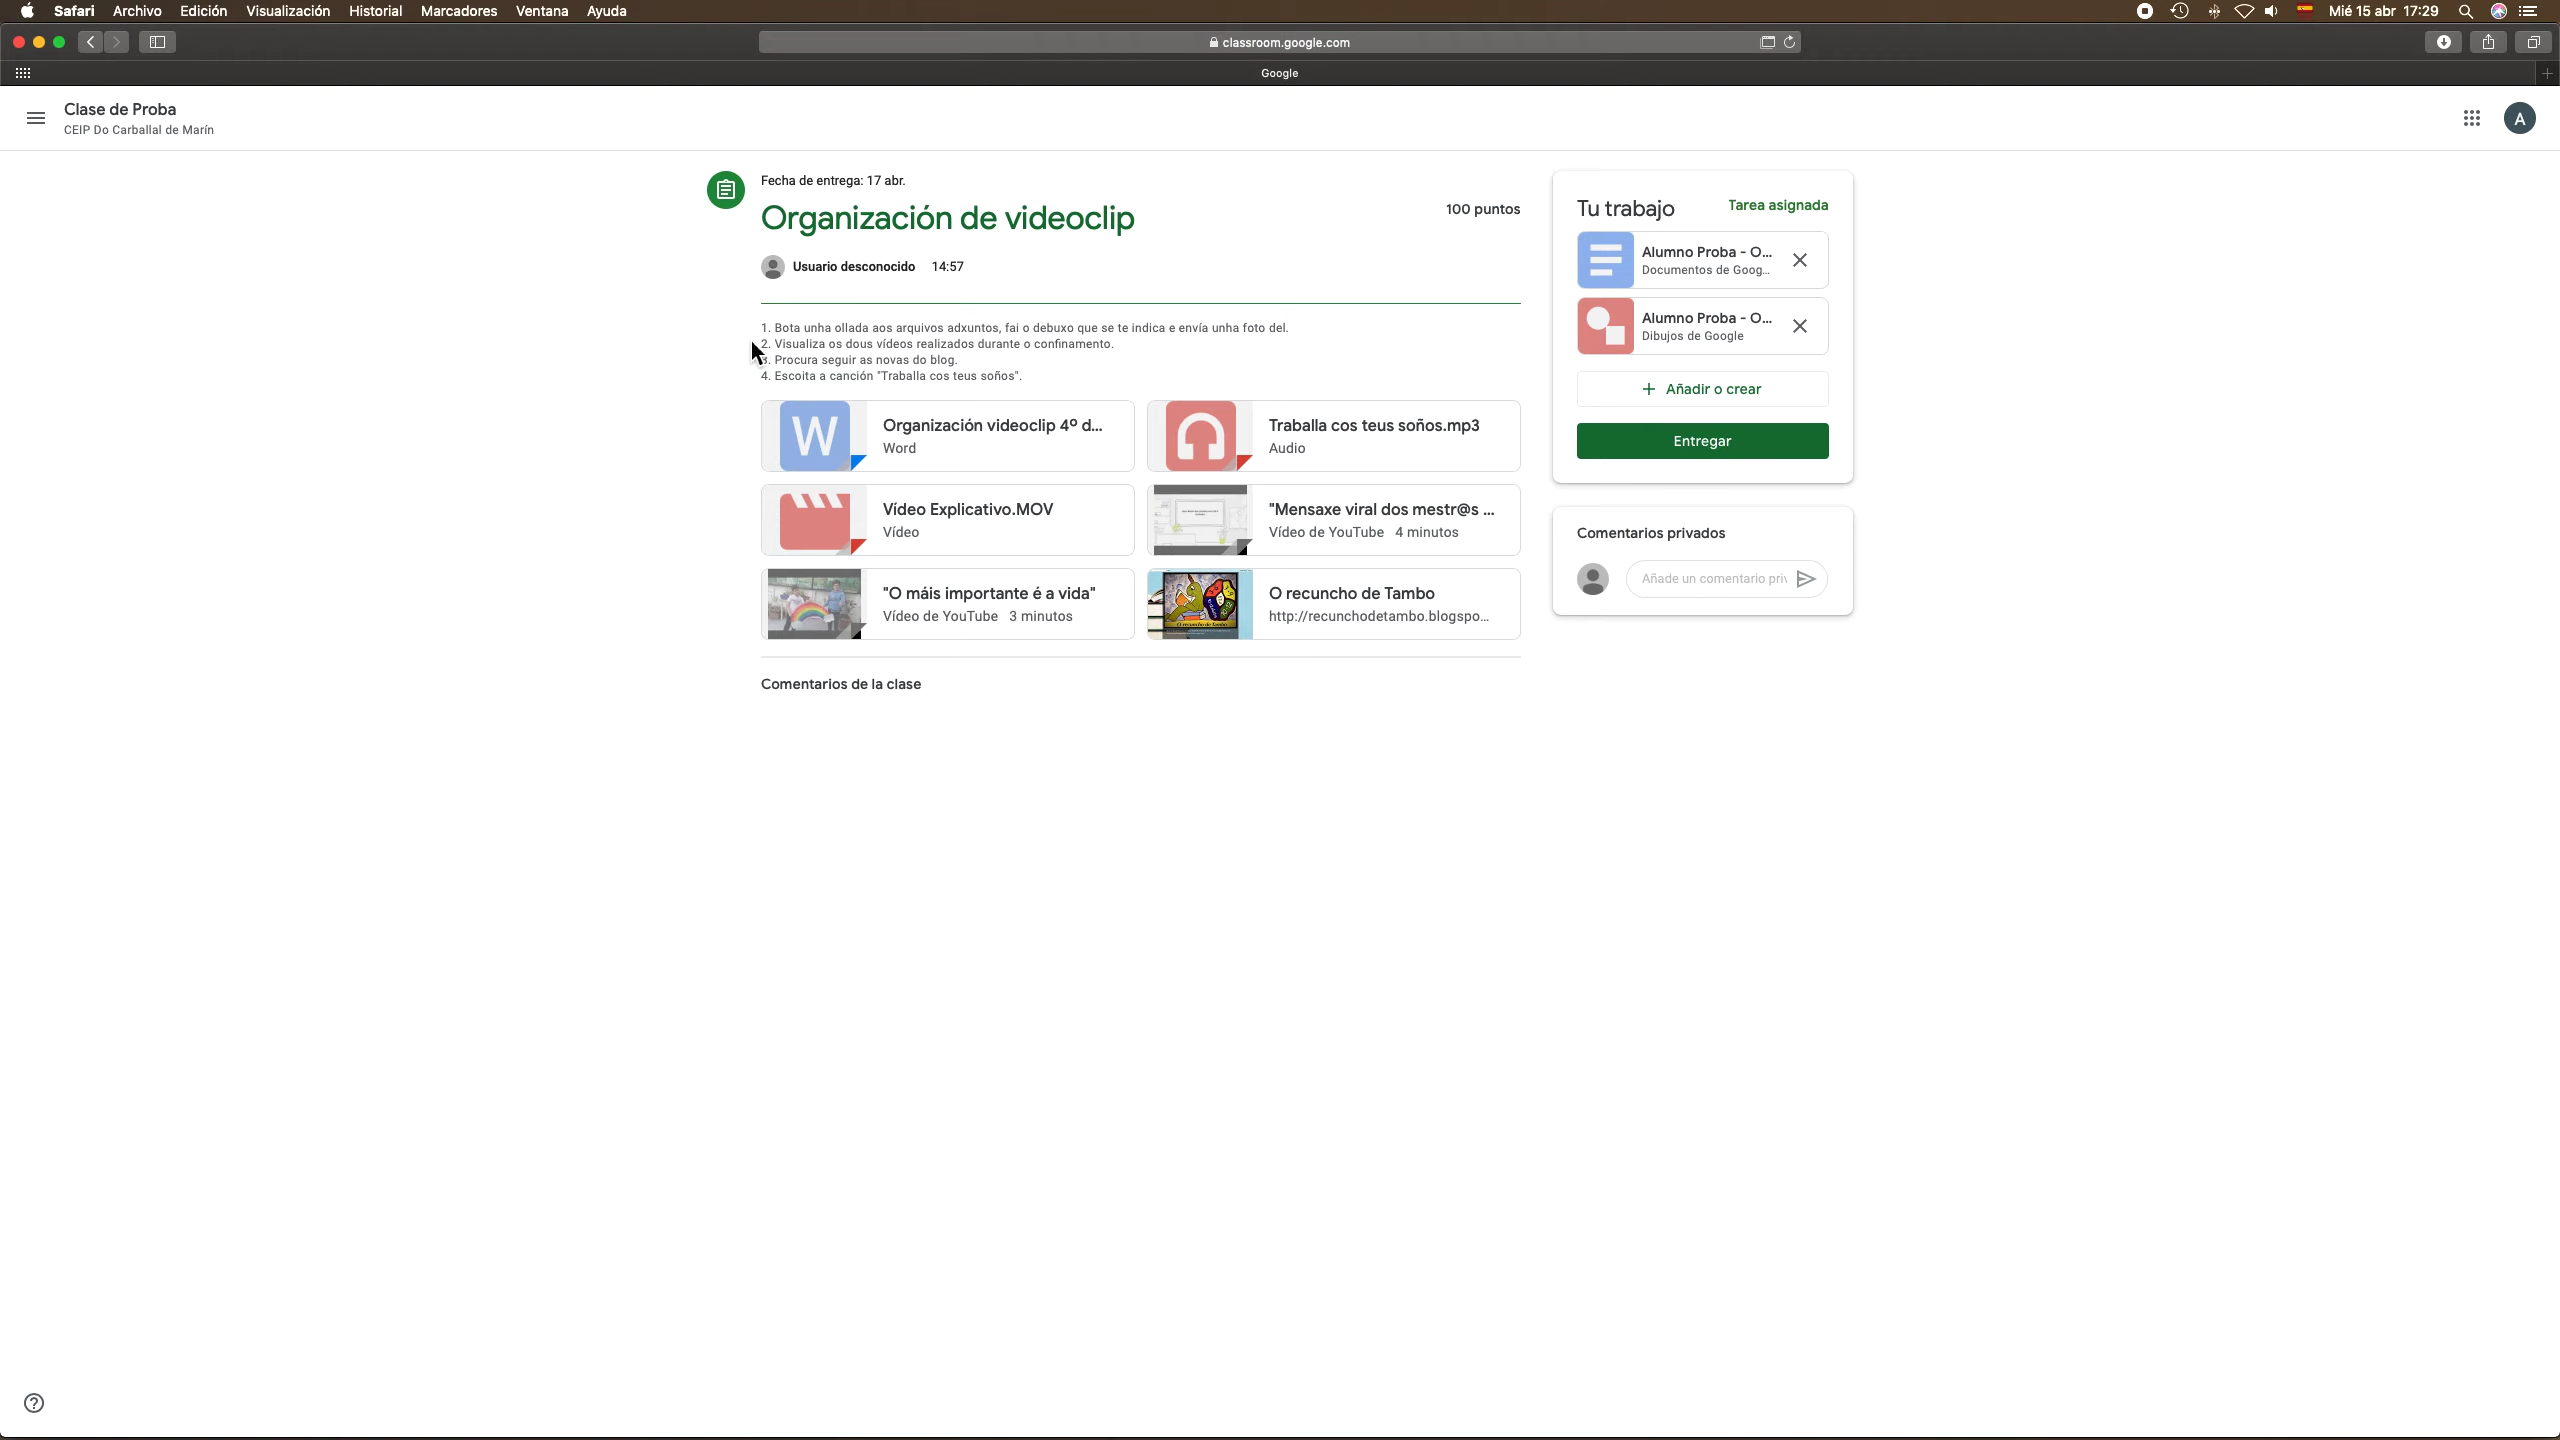 Safari Archivo Edición Visualización Historial Marcadores Ventana Ayuda
Mié 15 abr 17:29
classroom.google.com
Google
Clase de Proba
CEIP Do Carballal de Marín
A
Fecha de entrega: 17 abr.
Organización de videoclip
100 puntos
Usuario desconocido 14:57
1. Bota unha ollada aos arquivos adxuntos, fai o debuxo que se te indica e envía unha foto del.
2. Visualiza os dous vídeos realizados durante o confinamento.
3. Procura seguir as novas do blog.
4. Escoita a canción "Traballa cos teus soños".
W
Organización videoclip 4º d...
Word
Traballa cos teus soños.mp3
Audio
Vídeo Explicativo.MOV
Vídeo
"Mensaxe viral dos mestr@s ...
Vídeo de YouTube 4 minutos
"O máis importante é a vida"
Vídeo de YouTube 3 minutos
O recuncho de Tambo
http://recunchodetambo.blogspo...
Comentarios de la clase
Tu trabajo
Tarea asignada
Alumno Proba - O...
Documentos de Goog...
Alumno Proba - O...
Dibujos de Google
+ Añadir o crear
Entregar
Comentarios privados
Añade un comentario priv